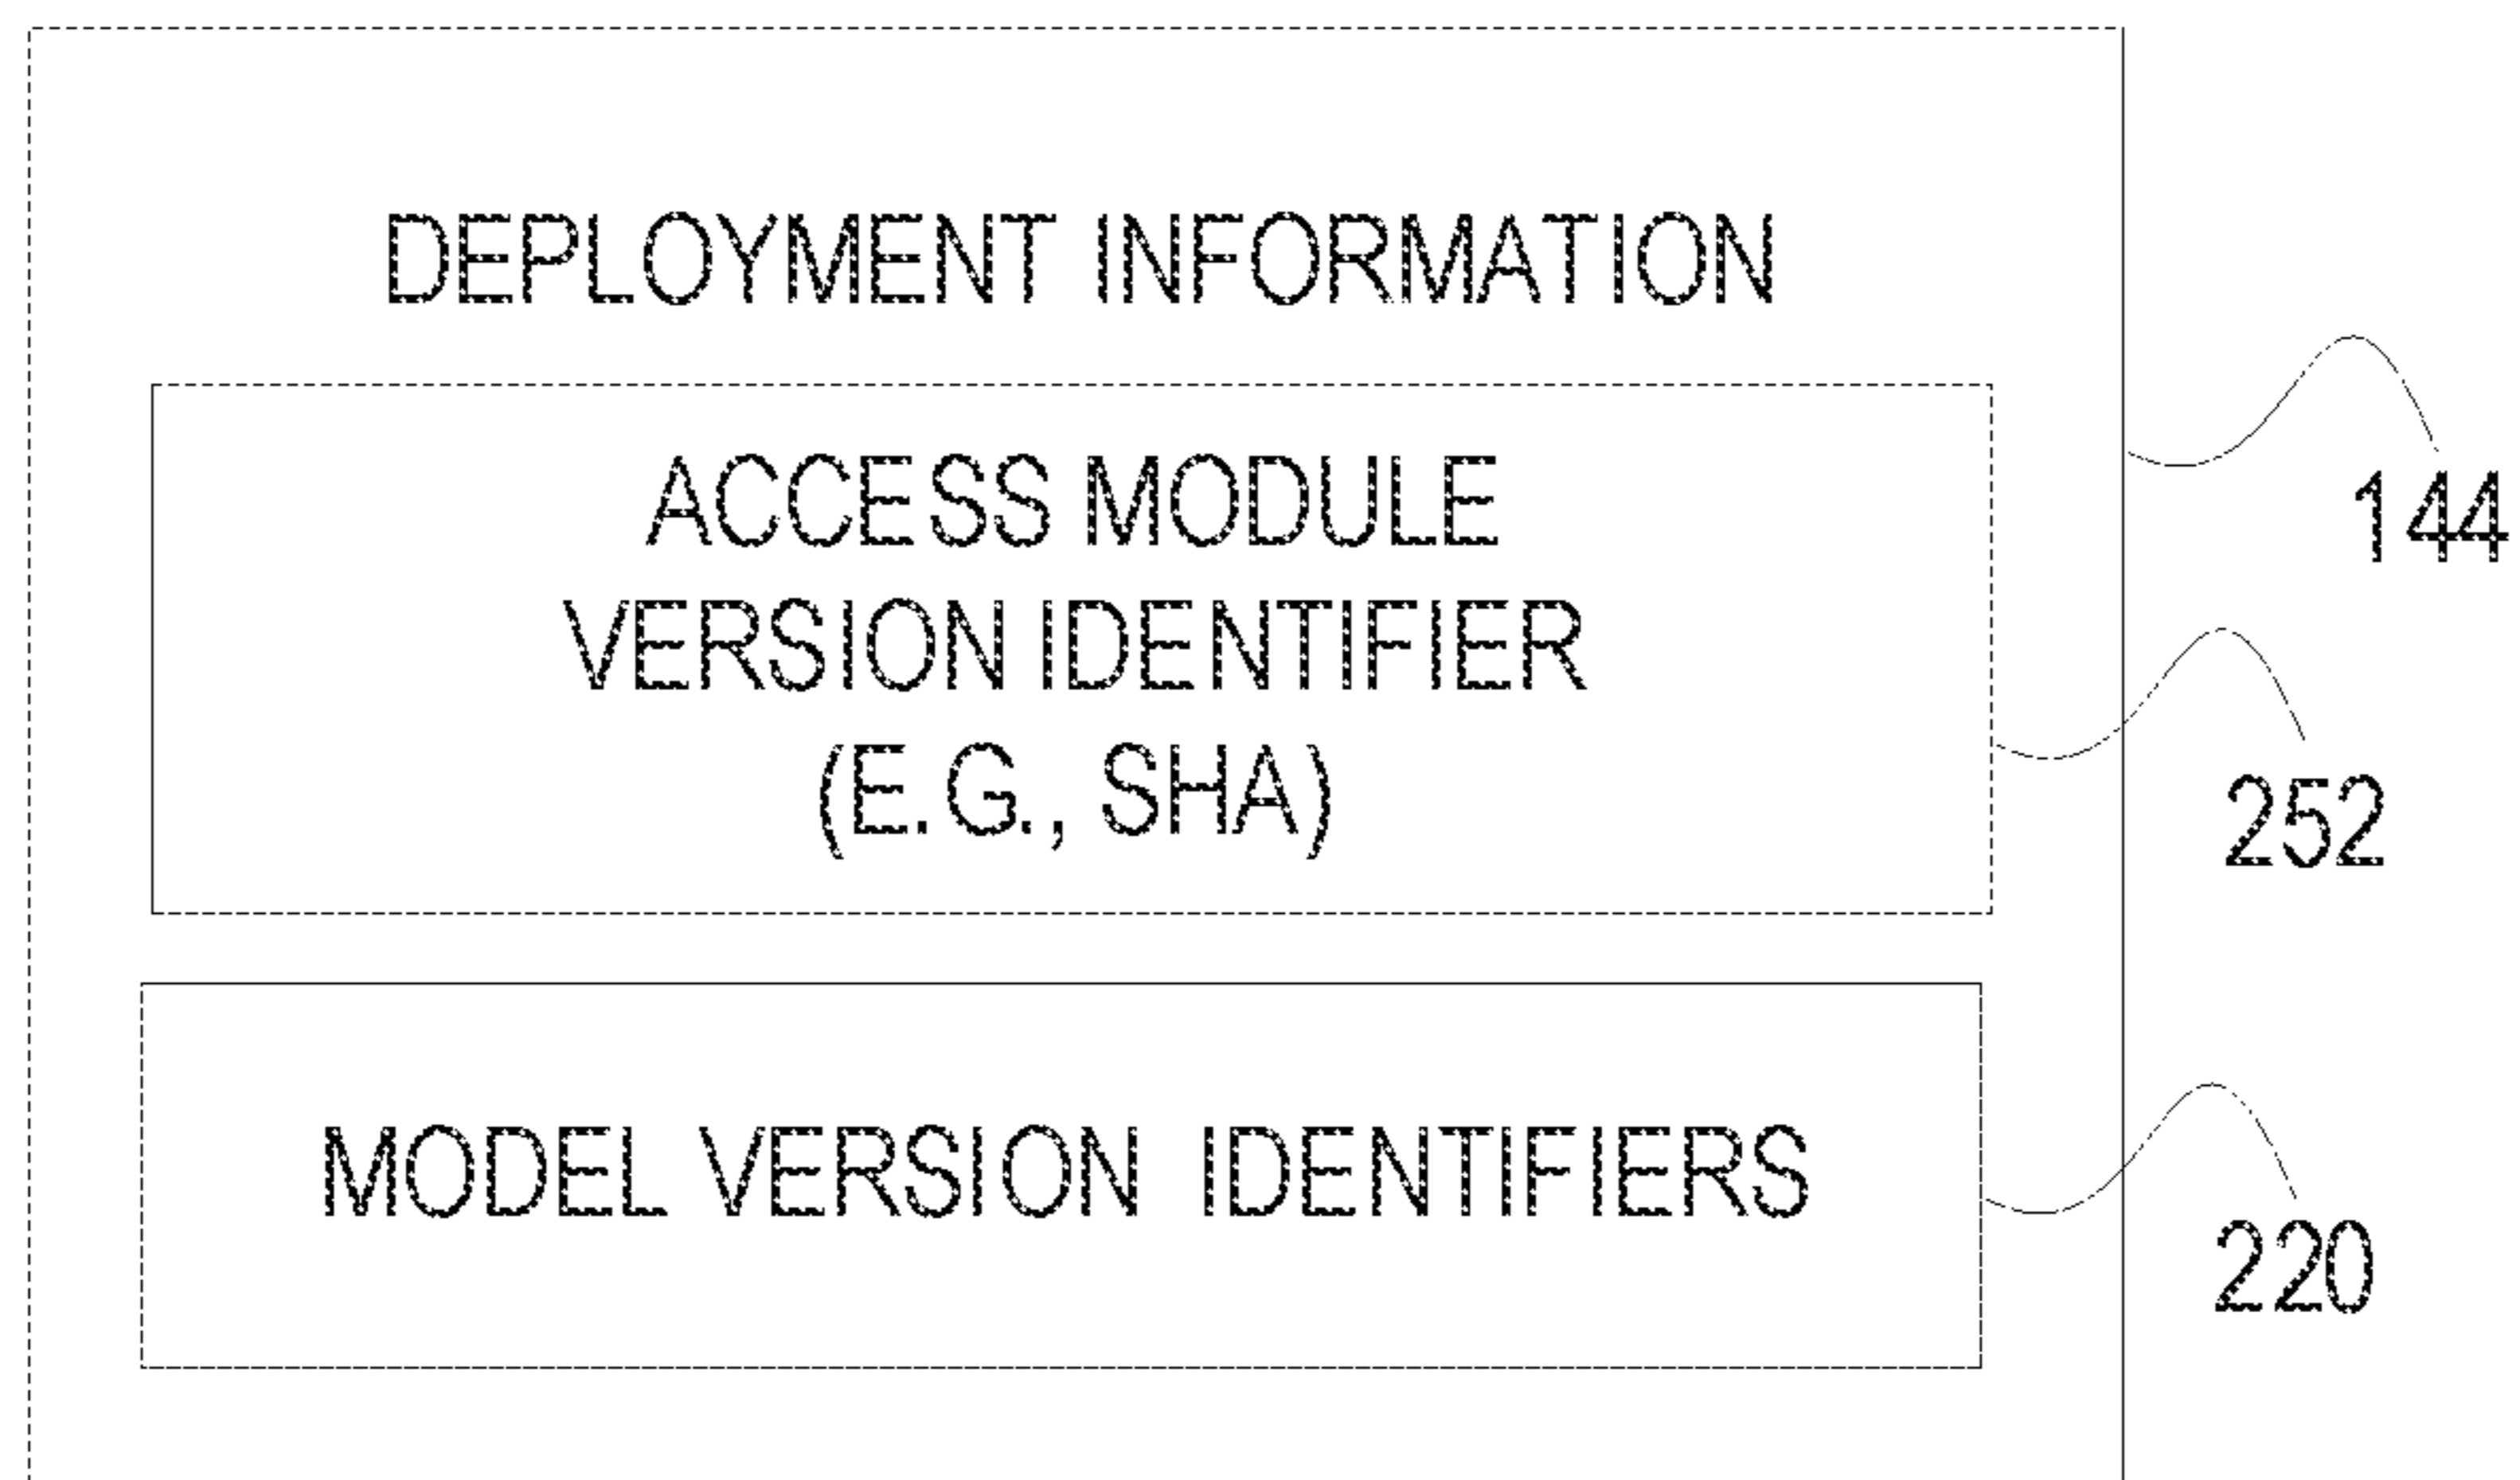 DEPLOYMENT INFORMATION
ACCESS MODULE
VERSION IDENTIFIER
(E.G., SHA)
144
252
MODEL VERSION IDENTIFIERS
220